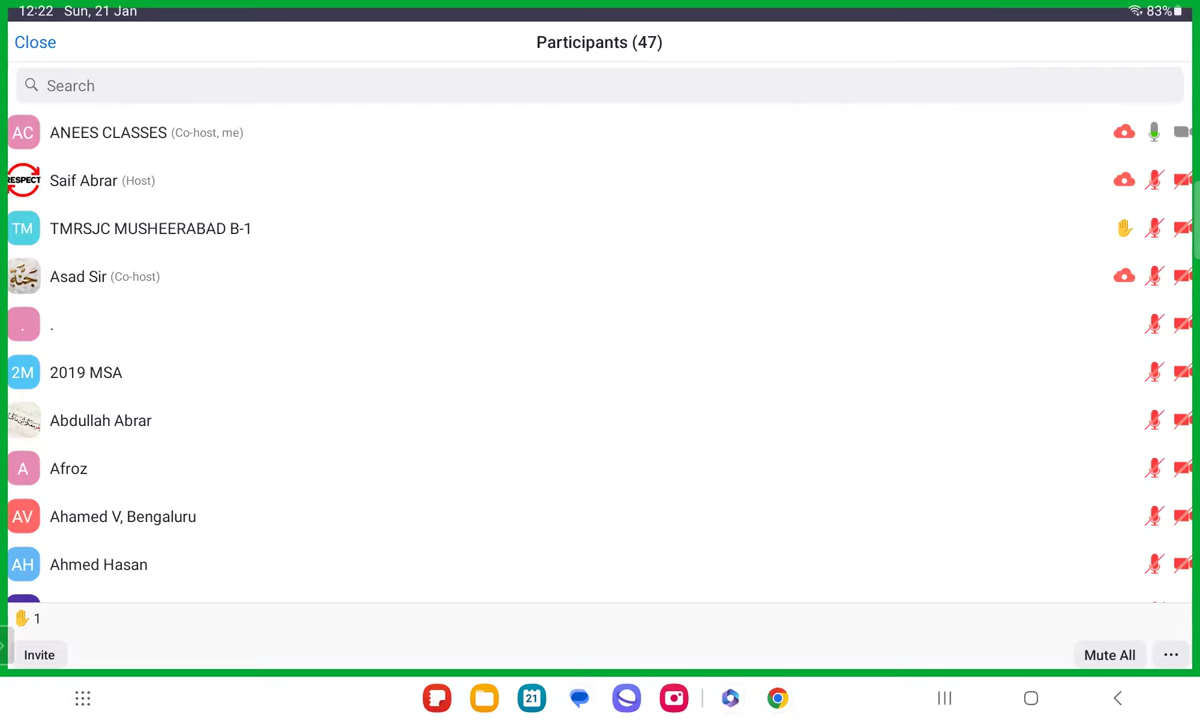 12:22 Sun, 21 Jan 83%
Close Participants (47)
Search
AC ANEES CLASSES (Co-host, me)
RESPECT Saif Abrar (Host)
TM TMRSJC MUSHEERABAD B-1
جَنَّة Asad Sir (Co-host)
. .
2M 2019 MSA
Abdullah Abrar
A Afroz
AV Ahamed V, Bengaluru
AH Ahmed Hasan
1
Invite Mute All ...
21